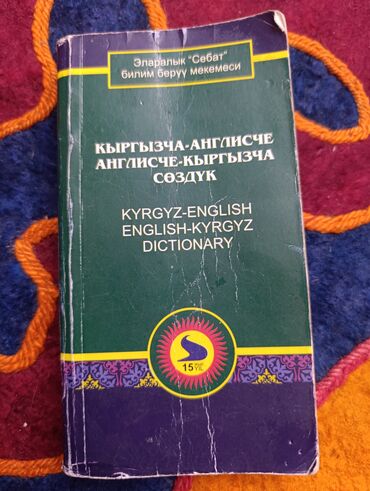 Эларалык "Себат"
билим берүү мекемеси
КЫРГЫЗЧА-АНГЛИСЧЕ
АНГЛИСЧЕ-КЫРГЫЗЧА
СӨЗДҮК
KYRGYZ-ENGLISH
ENGLISH-KYRGYZ
DICTIONARY
15